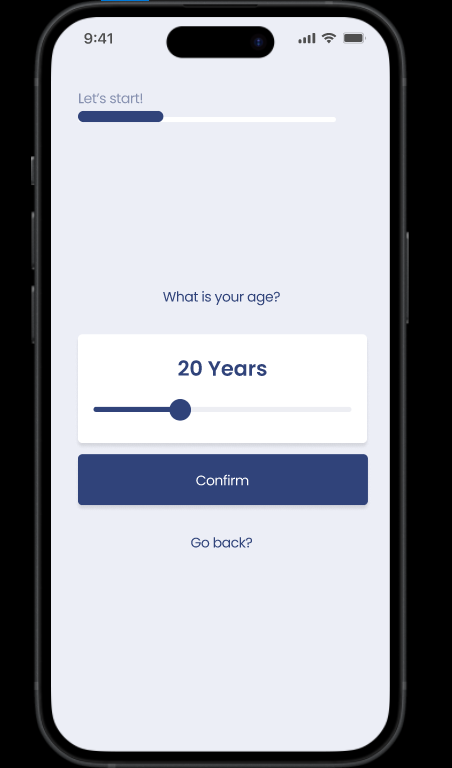 9:41
Let's start!
What is your age?
20 Years
Confirm
Go back?